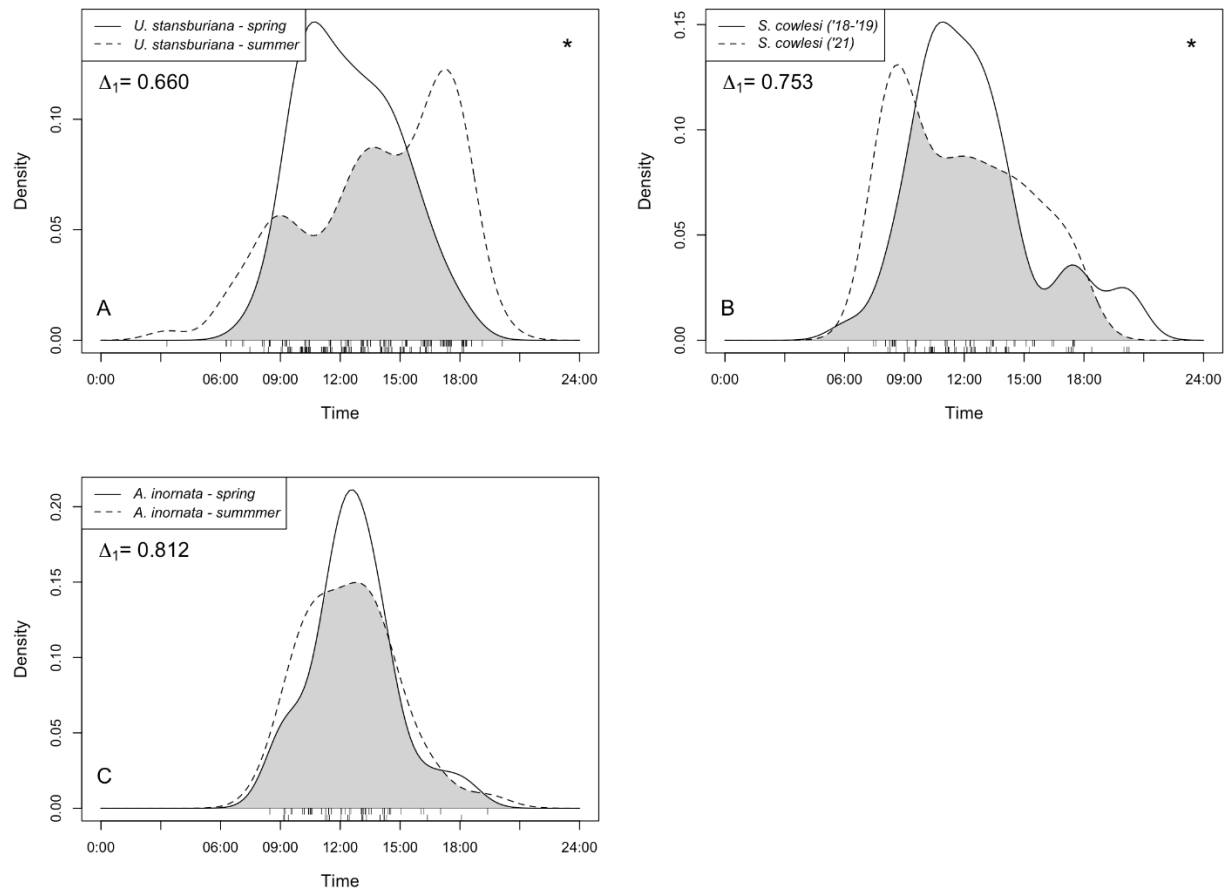 U. stansburiana - spring
U. stansburiana - summer
*
Δ1= 0.660
Density
0.00
0.05
0.10
A
0:00 06:00 09:00 12:00 15:00 18:00 24:00
Time
S. cowlesi ('18-'19)
S. cowlesi ('21)
*
Δ1= 0.753
Density
0.00
0.05
0.10
0.15
B
0:00 06:00 09:00 12:00 15:00 18:00 24:00
Time
A. inornata - spring
A. inornata - summmer
Δ1= 0.812
Density
0.00
0.05
0.10
0.15
0.20
C
0:00 06:00 09:00 12:00 15:00 18:00 24:00
Time